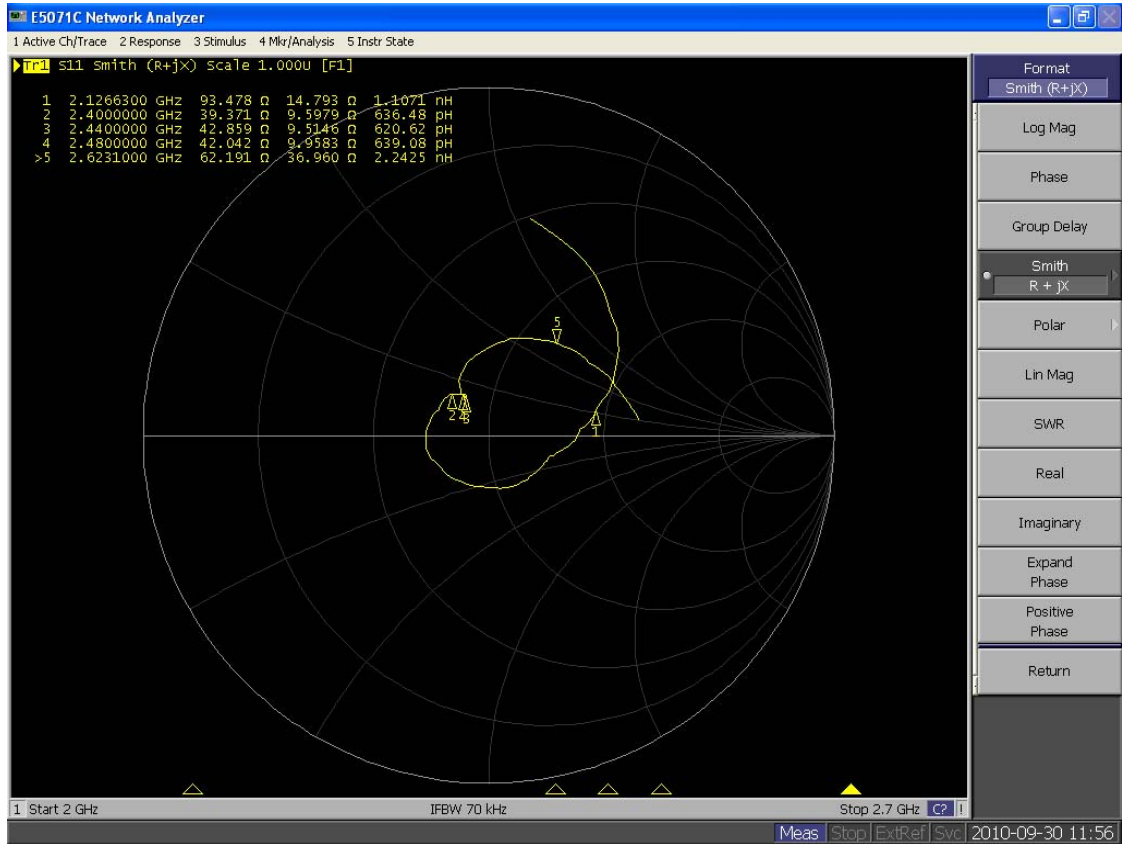 E5071C Network Analyzer
1 Active Ch/Trace 2 Response 3 Stimulus 4 Mkr/Analysis 5 Instr State
Tr1 S11 Smith (R+jX) Scale 1.000U [F1]
1 2.1266300 GHz 93.478 Ω 14.793 Ω 1.1071 nH
2 2.4000000 GHz 39.371 Ω 9.5979 Ω 636.48 pH
3 2.4400000 GHz 42.859 Ω 9.5146 Ω 620.62 pH
4 2.4800000 GHz 42.042 Ω 9.9583 Ω 639.08 pH
>5 2.6231000 GHz 62.191 Ω 36.960 Ω 2.2425 nH
5
2 4 3
1
Format
Smith (R+jX)
Log Mag
Phase
Group Delay
Smith
R + jX
Polar
Lin Mag
SWR
Real
Imaginary
Expand
Phase
Positive
Phase
Return
1 Start 2 GHz IFBW 70 kHz Stop 2.7 GHz C? !
Meas Stop ExtRef Svc 2010-09-30 11:56